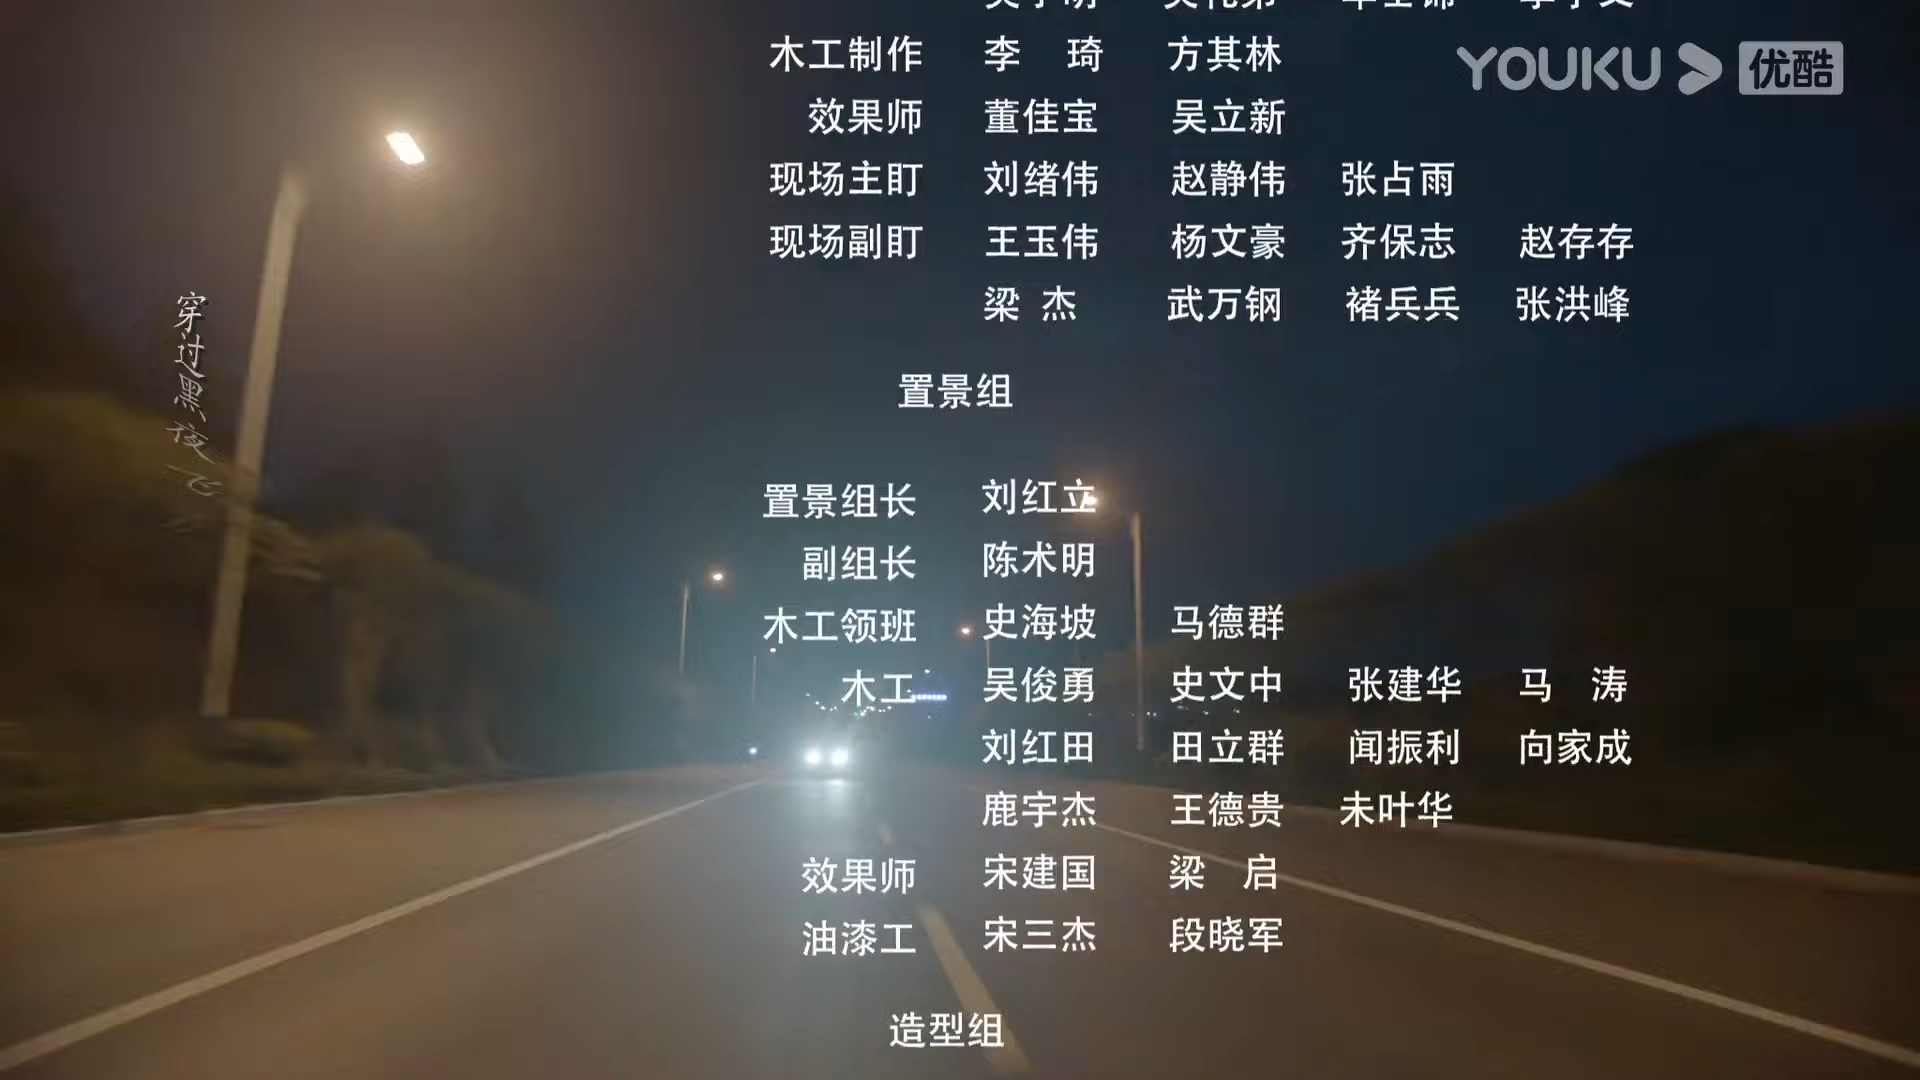 木工制作 李 琦 方其林
YOUKU 优酷
效果师 董佳宝 吴立新
现场主盯 刘绪伟 赵静伟 张占雨
现场副盯 王玉伟 杨文豪 齐保志 赵存存
梁 杰 武万钢 褚兵兵 张洪峰
穿过黑夜飞
置景组
置景组长 刘红立
副组长 陈术明
木工领班 史海坡 马德群
木工 吴俊勇 史文中 张建华 马 涛
刘红田 田立群 闻振利 向家成
鹿宇杰 王德贵 未叶华
效果师 宋建国 梁 启
油漆工 宋三杰 段晓军
造型组